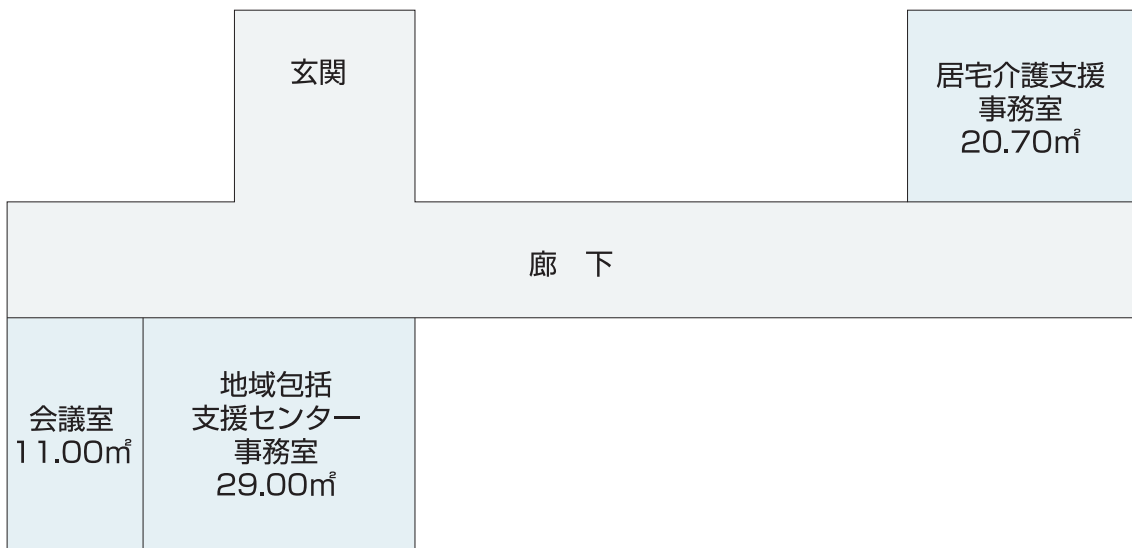 玄関
居宅介護支援
事務室
20.70㎡
廊　下
会議室
11.00㎡
地域包括
支援センター
事務室
29.00㎡